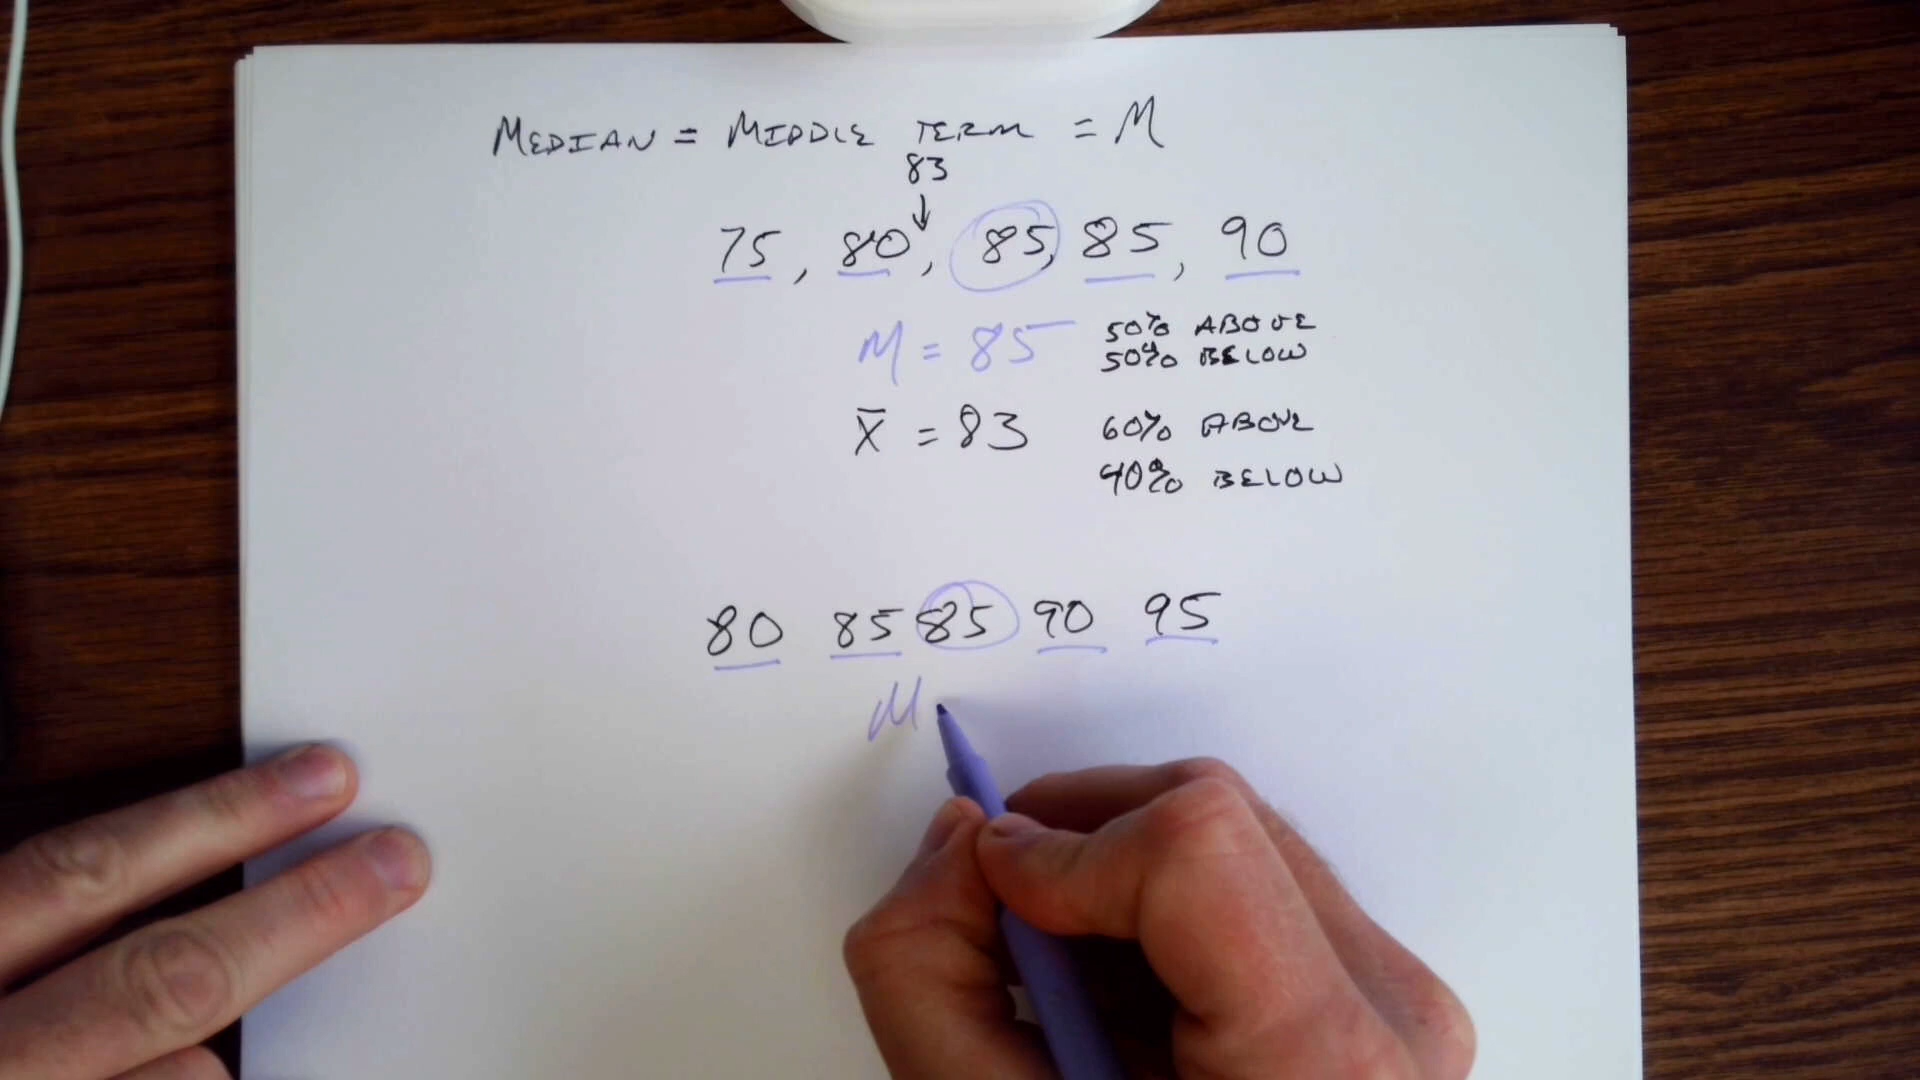 MEDIAN = MIDDLE TERM = M
83
↓
75, 80, 85, 85, 90
M = 85 50% ABOVE
50% BELOW
x̄ = 83 60% ABOVE
40% BELOW
80 85 85 90 95
M